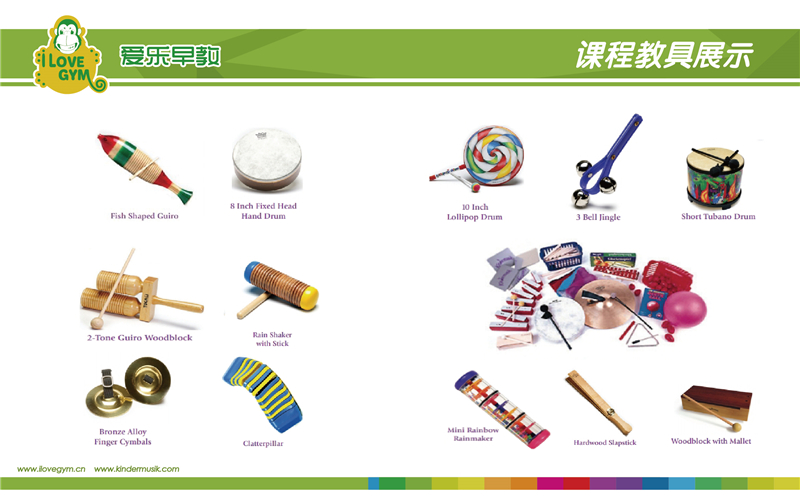 I LOVE
GYM
爱乐早教
课程教具展示
Fish Shaped Guiro
8 Inch Fixed Head
Hand Drum
10 Inch
Lollipop Drum
3 Bell Jingle
Short Tubano Drum
2-Tone Guiro Woodblock
Rain Shaker
with Stick
Bronze Alloy
Finger Cymbals
Clatterpillar
Mini Rainbow
Rainmaker
Hardwood Slapstick
Woodblock with Mallet
www.ilovegym.cn www.kindermusik.com